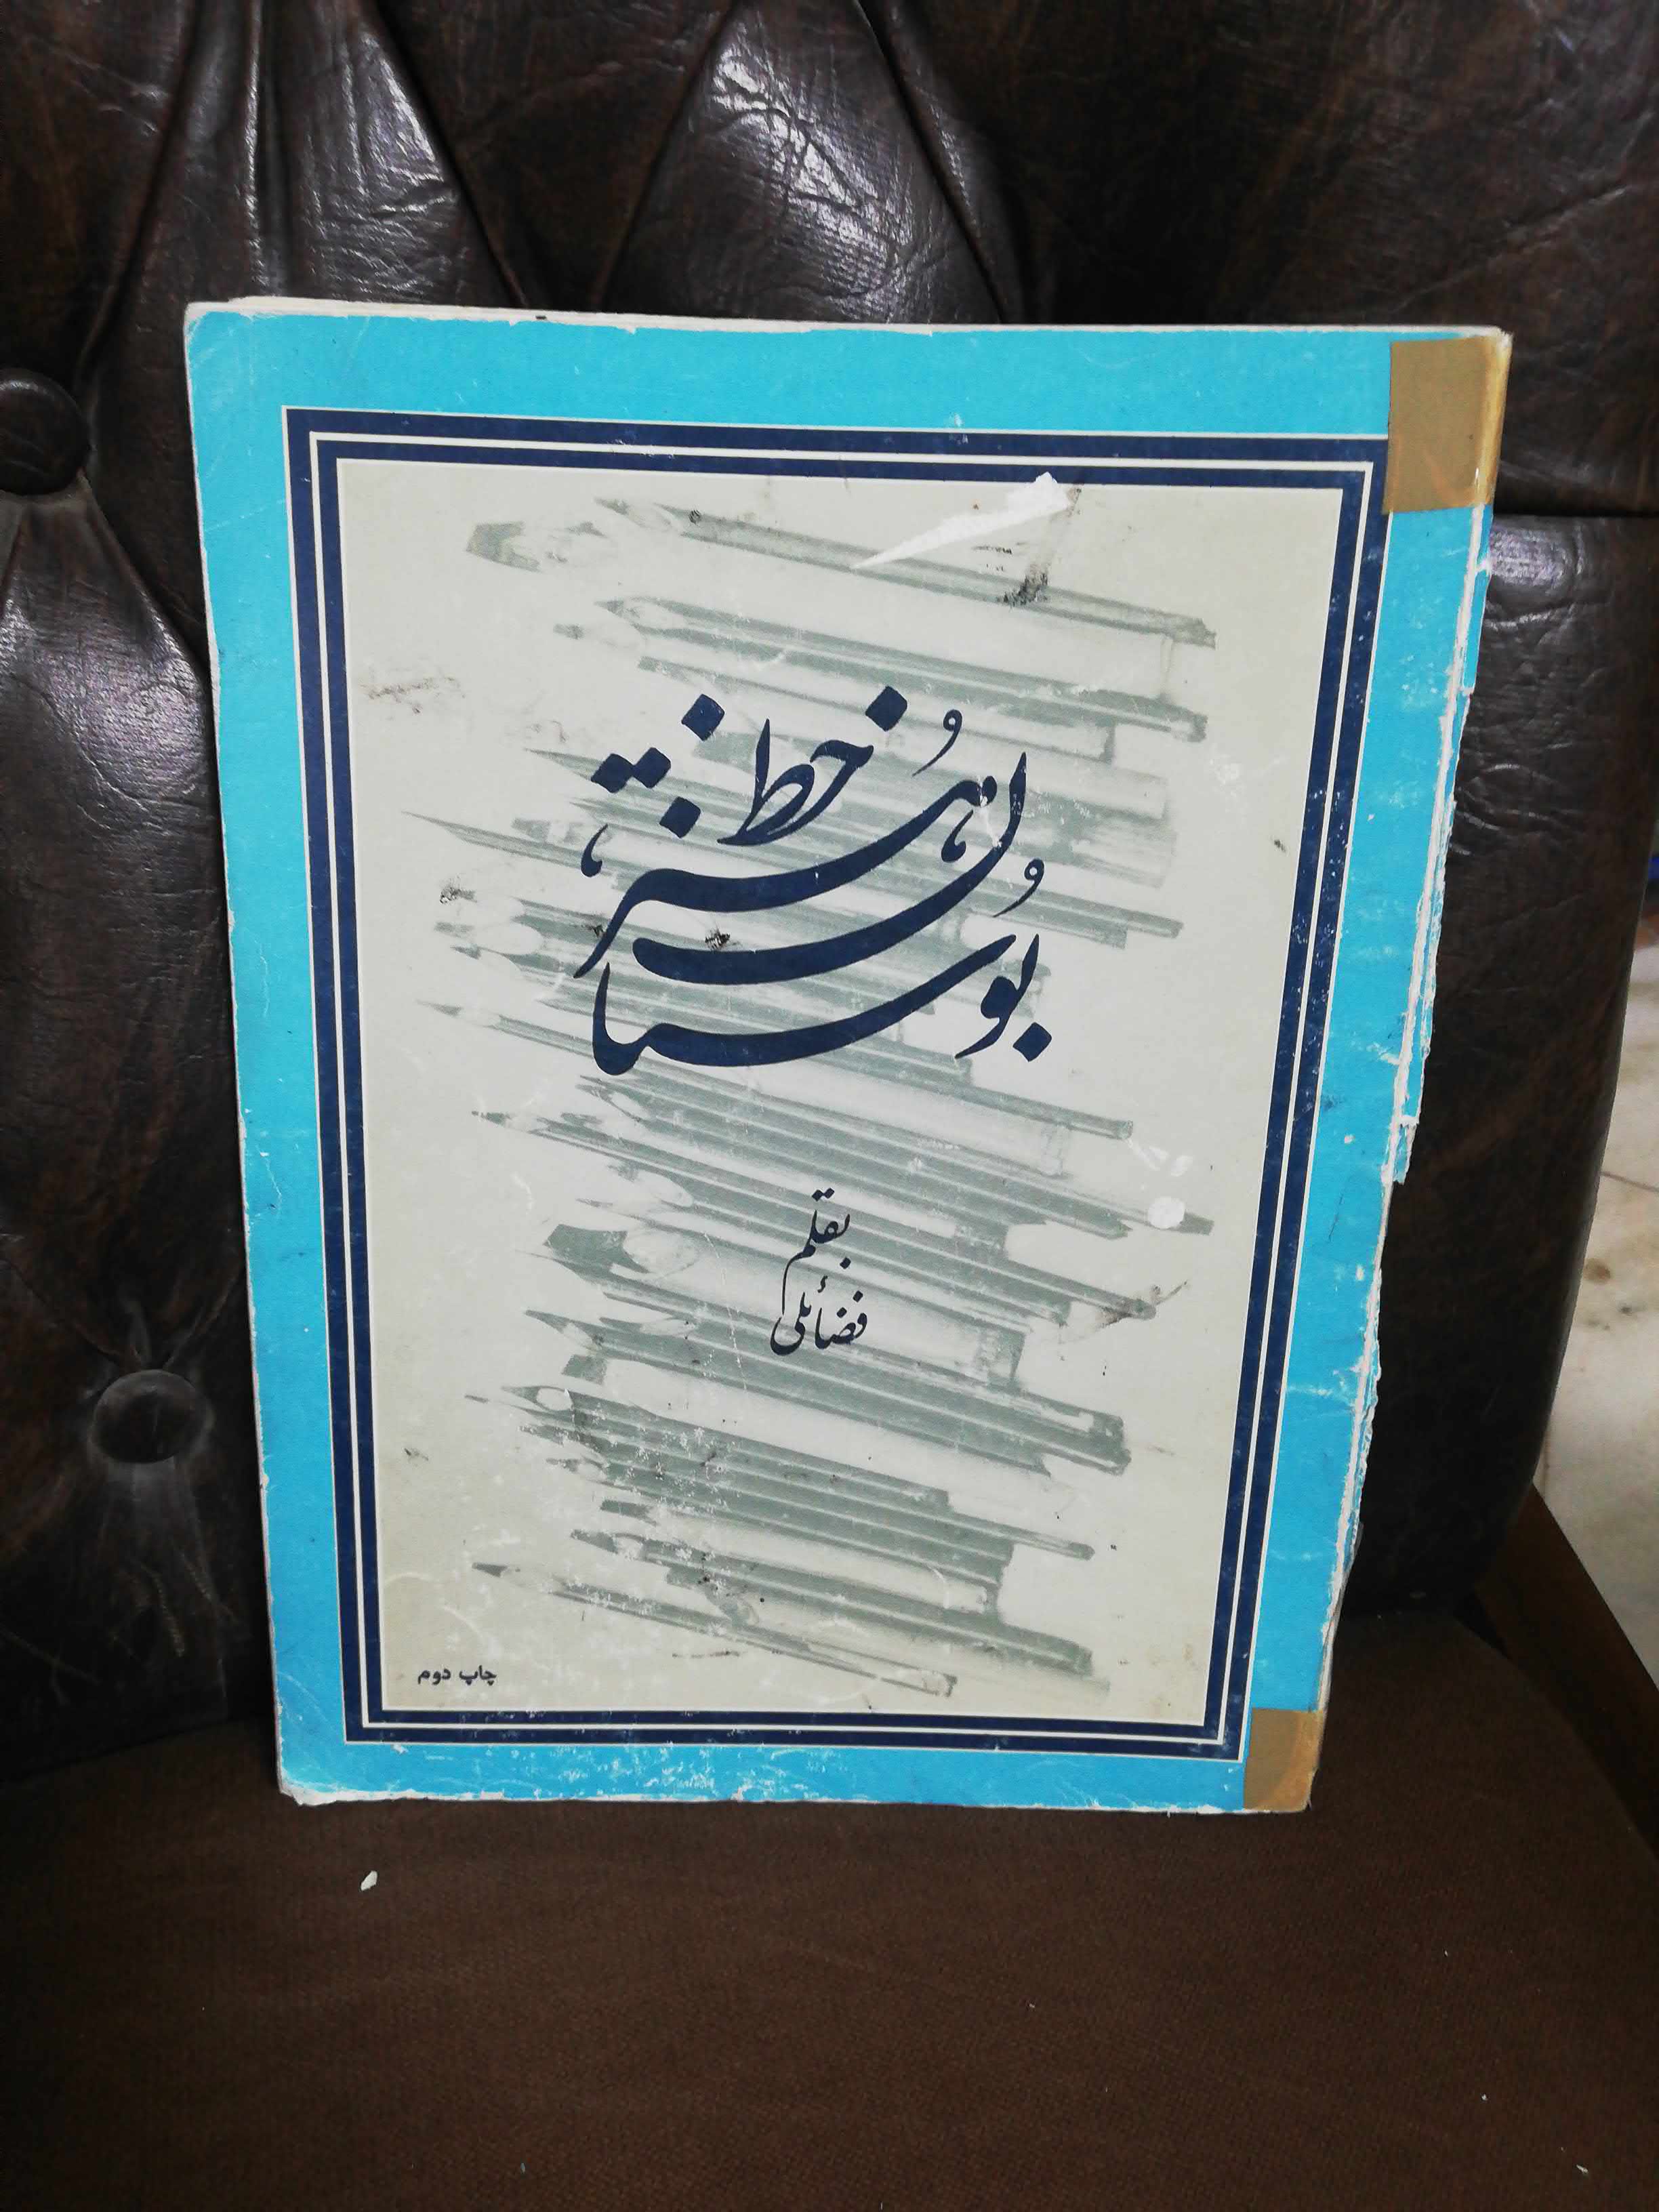 بوستان هنر خط
بقلم
فضائلی
چاپ دوم